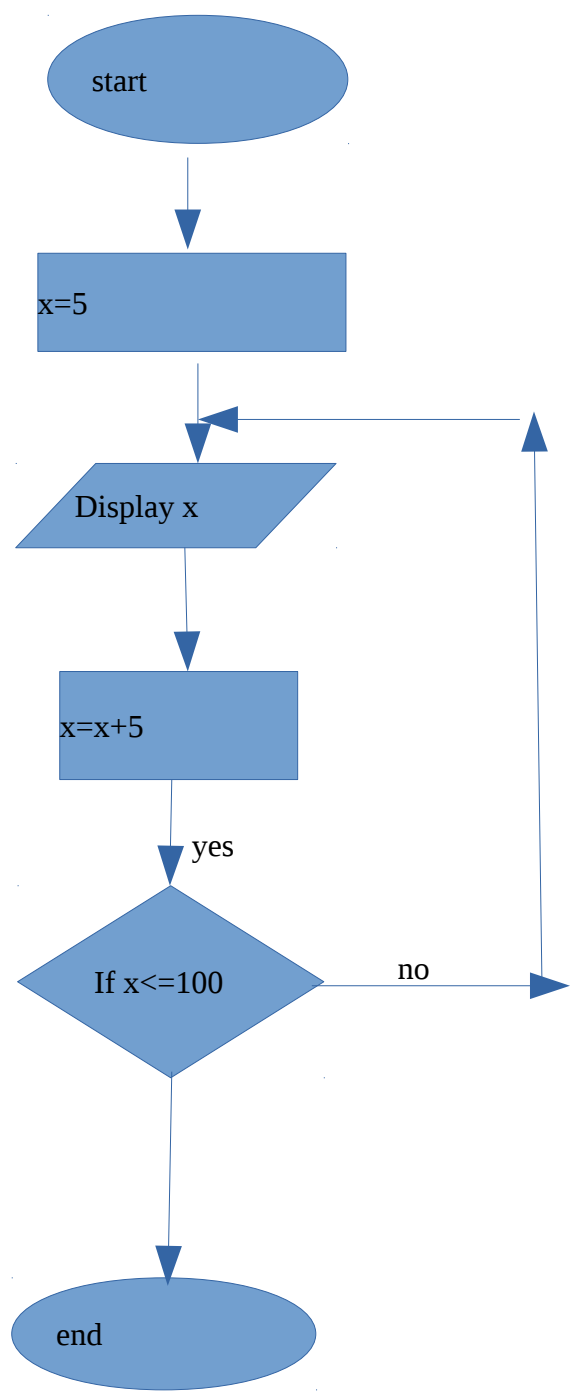 start
x=5
Display x
x=x+5
yes
If x<=100
no
end